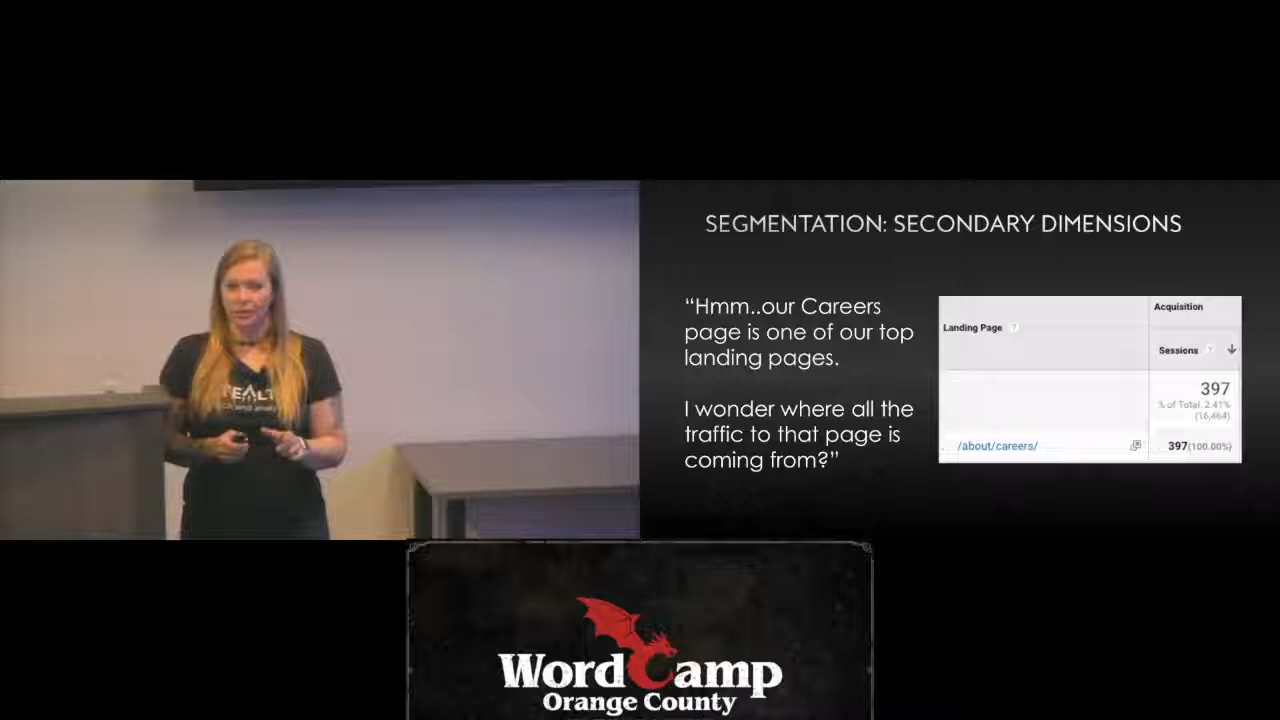 SEGMENTATION: SECONDARY DIMENSIONS
“Hmm..our Careers
page is one of our top
landing pages.
I wonder where all the
traffic to that page is
coming from?”
Landing Page
Acquisition
Sessions
397
% of Total: 2.41%
(16,464)
/about/careers/
397(100.00%)
WordCamp
Orange County